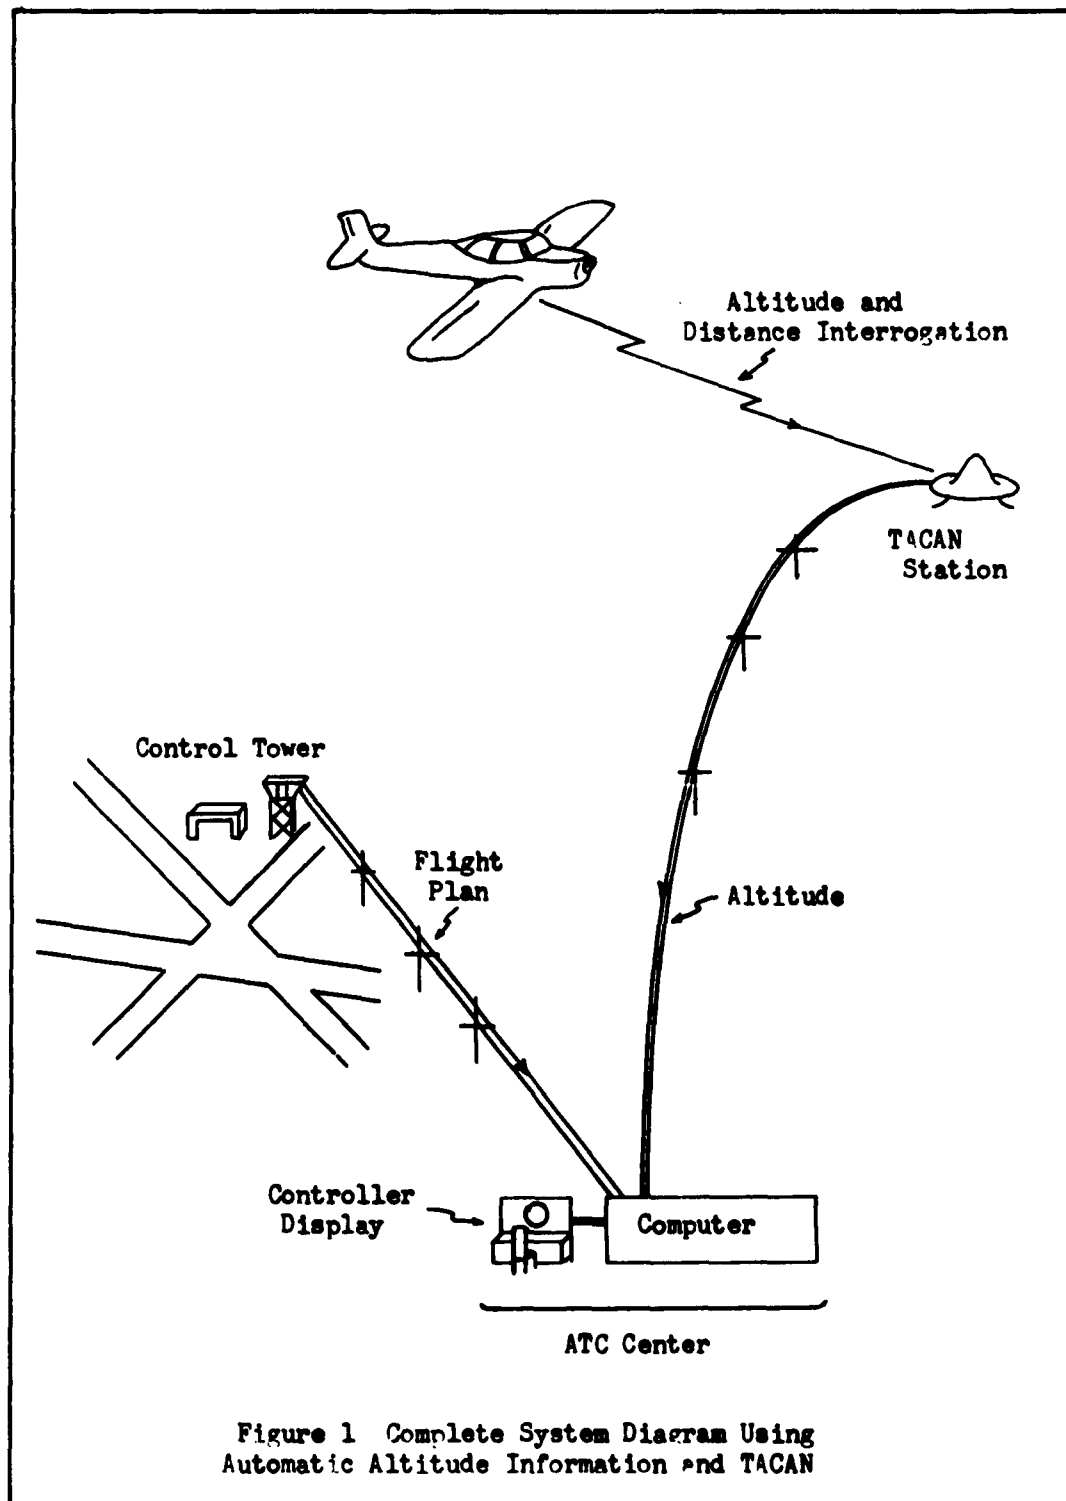 Altitude and
Distance Interrogation
TACAN
Station
Control Tower
Flight
Plan
Altitude
Controller
Display
Computer
ATC Center
Figure 1 Complete System Diagram Using
Automatic Altitude Information and TACAN